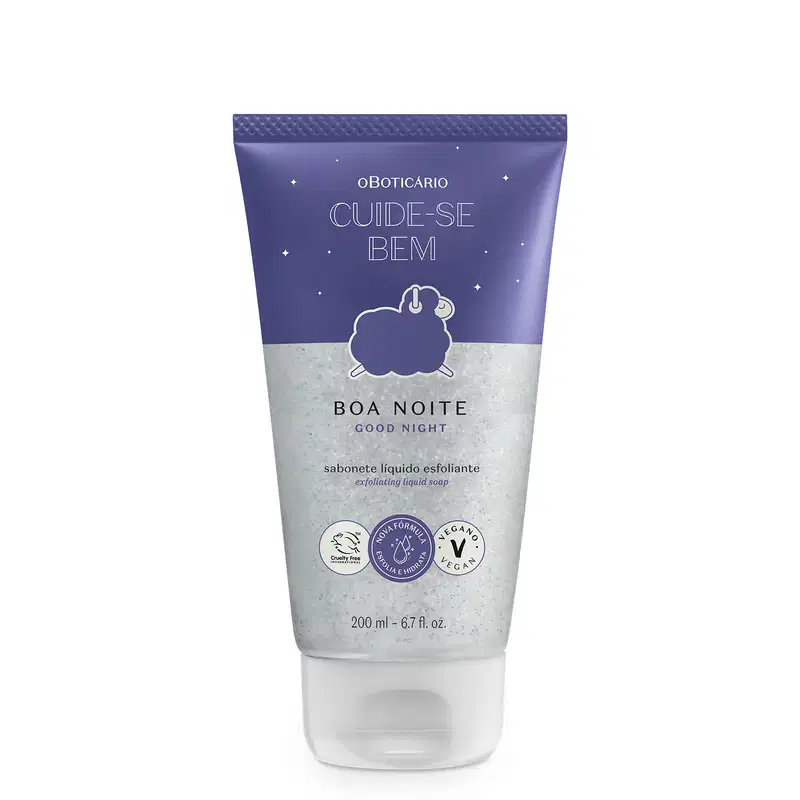 oBOTICÁRIO
CUIDE-SE
BEM
BOA NOITE
GOOD NIGHT
sabonete líquido esfoliante
exfoliating liquid soap
Cruelty Free
INTERNATIONAL
TM
NOVA FÓRMULA
ESFOLIA E HIDRATA
VEGANO
V
VEGAN
200 ml – 6.7 fl. oz.